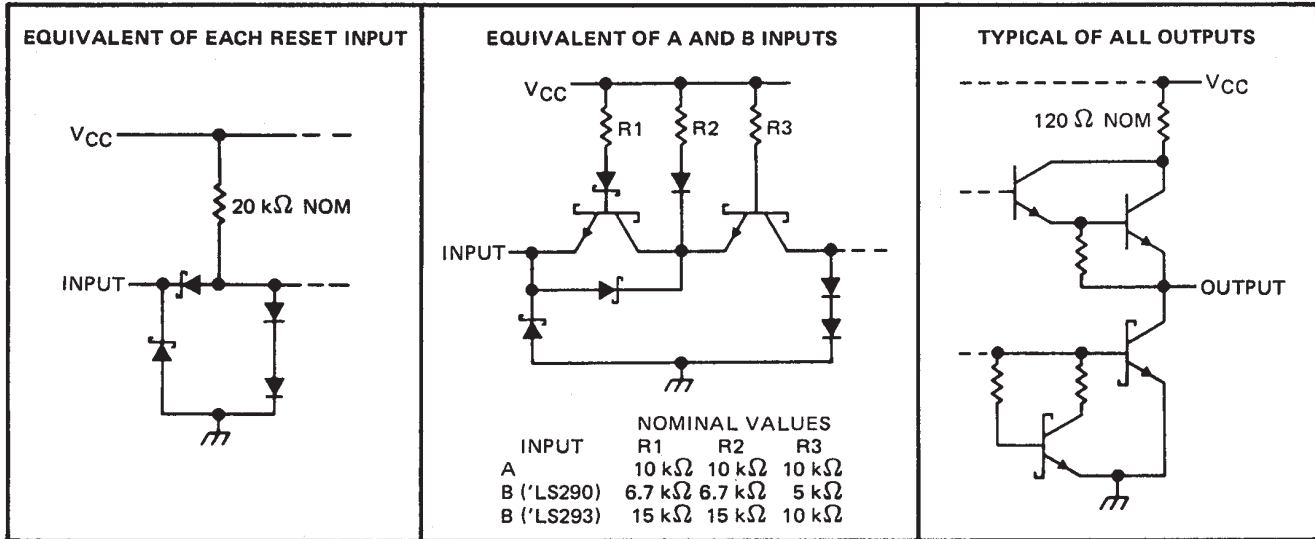 EQUIVALENT OF EACH RESET INPUT
VCC
20 kΩ NOM
INPUT
EQUIVALENT OF A AND B INPUTS
VCC
R1 R2 R3
INPUT
NOMINAL VALUES
INPUT R1 R2 R3
A 10 kΩ 10 kΩ 10 kΩ
B ('LS290) 6.7 kΩ 6.7 kΩ 5 kΩ
B ('LS293) 15 kΩ 15 kΩ 10 kΩ
TYPICAL OF ALL OUTPUTS
VCC
120 Ω NOM
OUTPUT